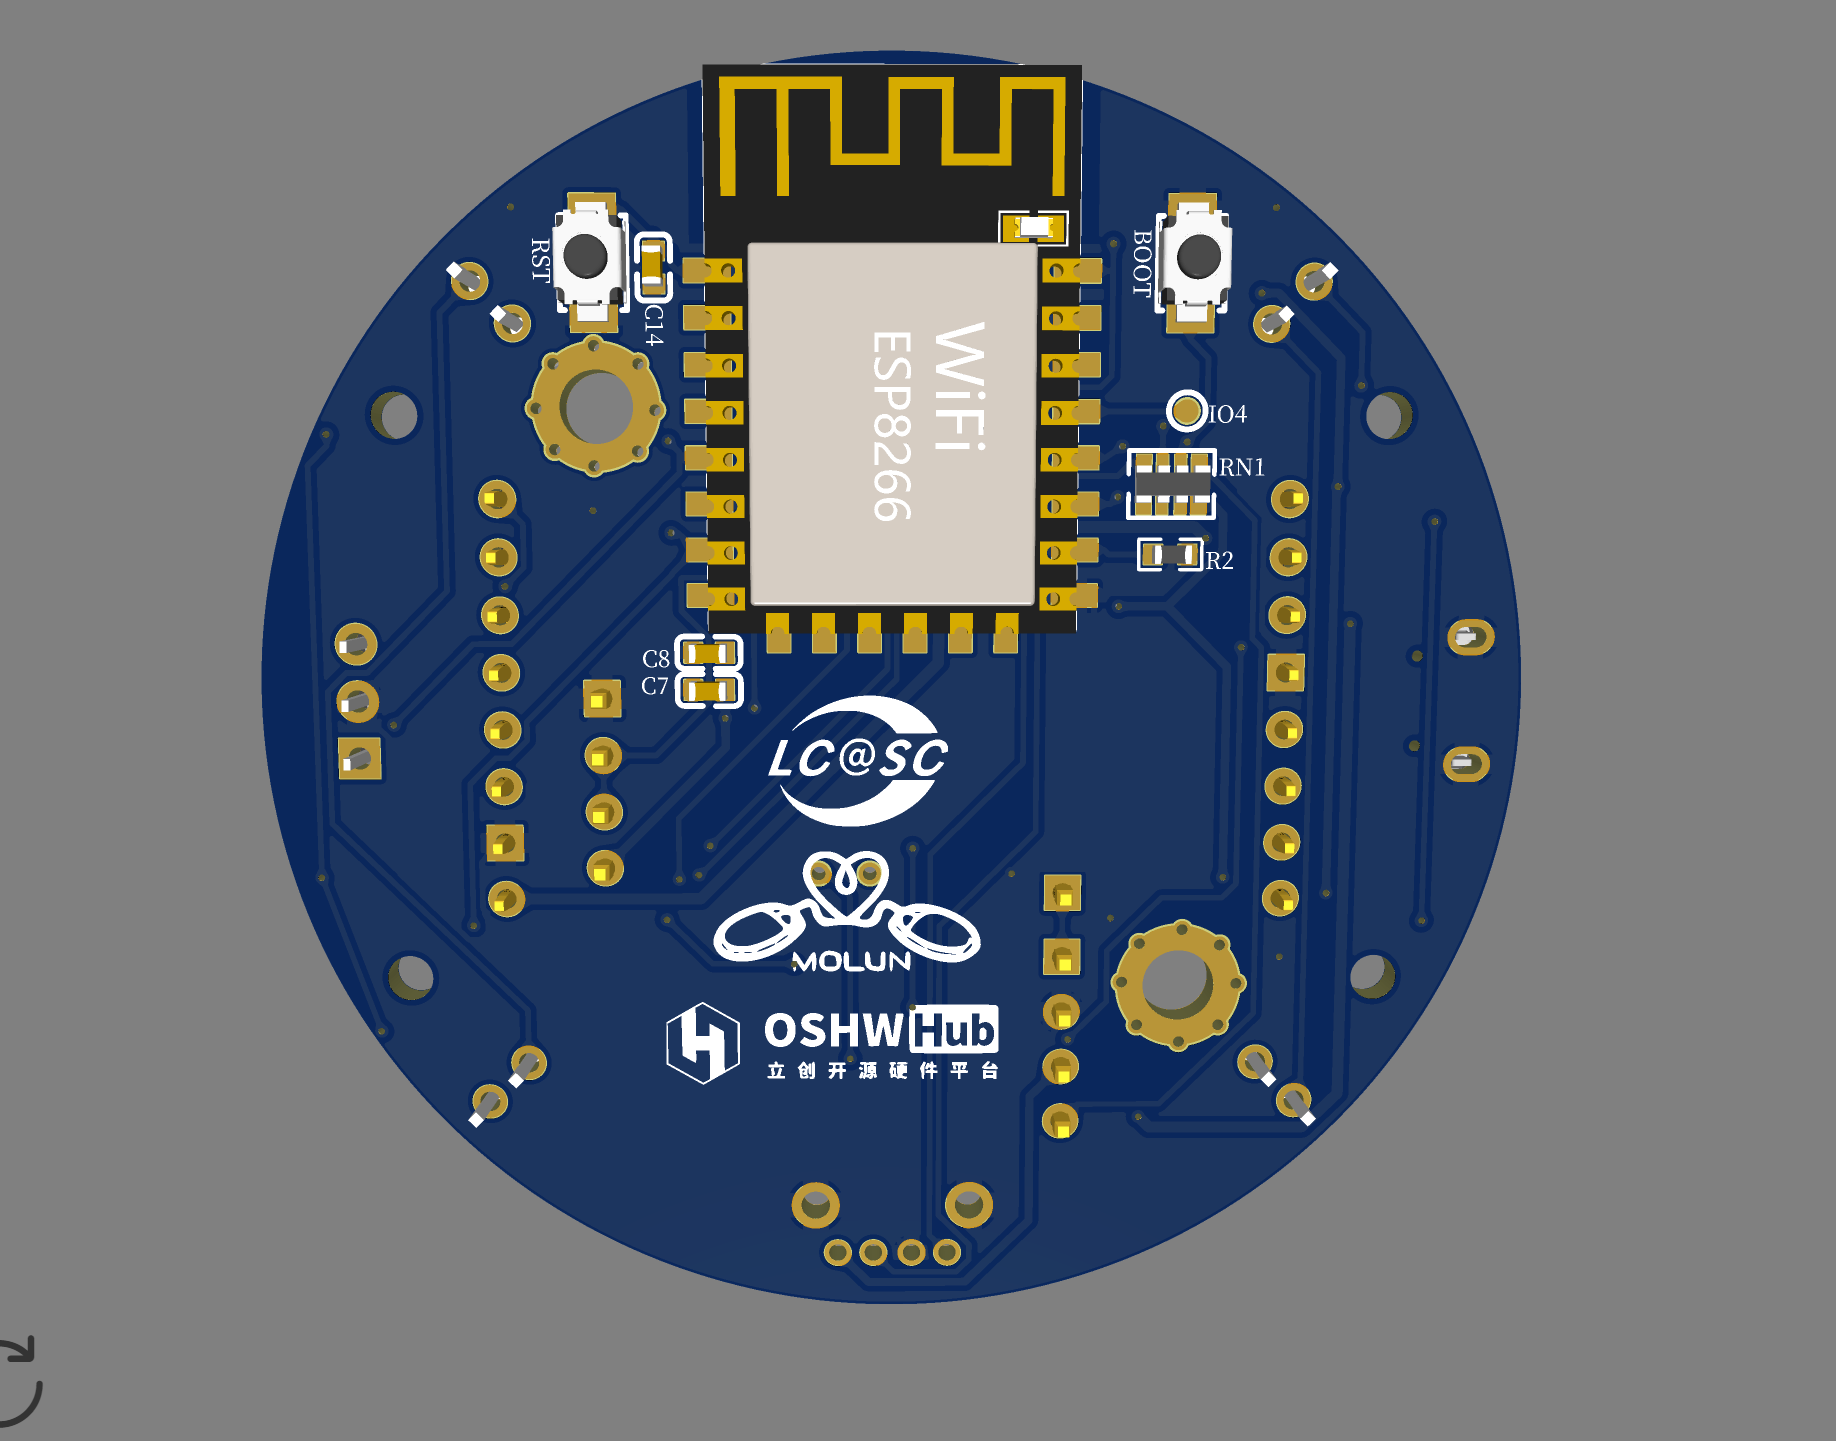 RST
BOOT
C14
WiFi
ESP8266
IO4
RN1
R2
C8
C7
LC@SC
MOLUN
OSHWHub
立创开源硬件平台